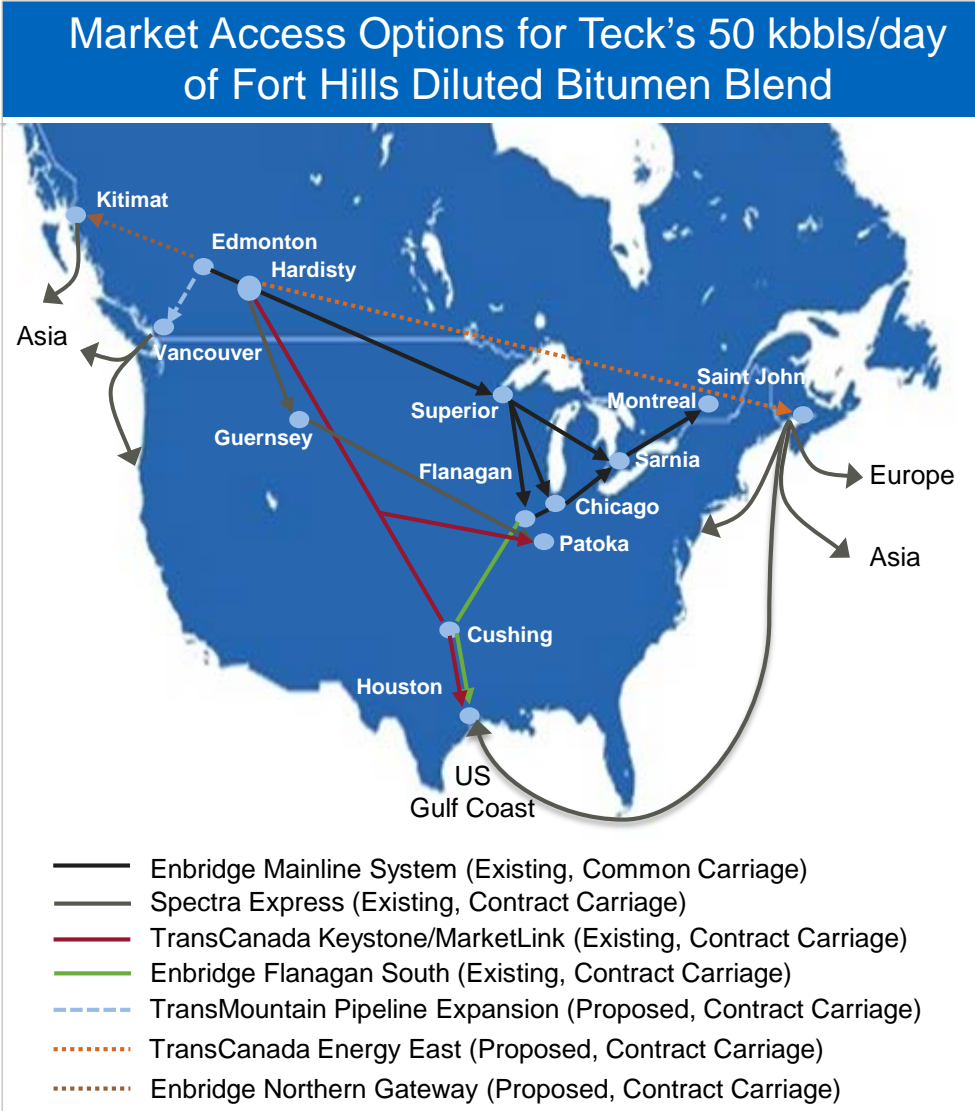 Market Access Options for Teck's 50 kbbls/day
of Fort Hills Diluted Bitumen Blend
Kitimat
Edmonton
Hardisty
Asia
Vancouver
Saint John
Superior
Montreal
Guernsey
Flanagan
Sarnia
Europe
Chicago
Patoka
Asia
Cushing
Houston
US
Gulf Coast
Enbridge Mainline System (Existing, Common Carriage)
Spectra Express (Existing, Contract Carriage)
TransCanada Keystone/MarketLink (Existing, Contract Carriage)
Enbridge Flanagan South (Existing, Contract Carriage)
TransMountain Pipeline Expansion (Proposed, Contract Carriage)
TransCanada Energy East (Proposed, Contract Carriage)
Enbridge Northern Gateway (Proposed, Contract Carriage)